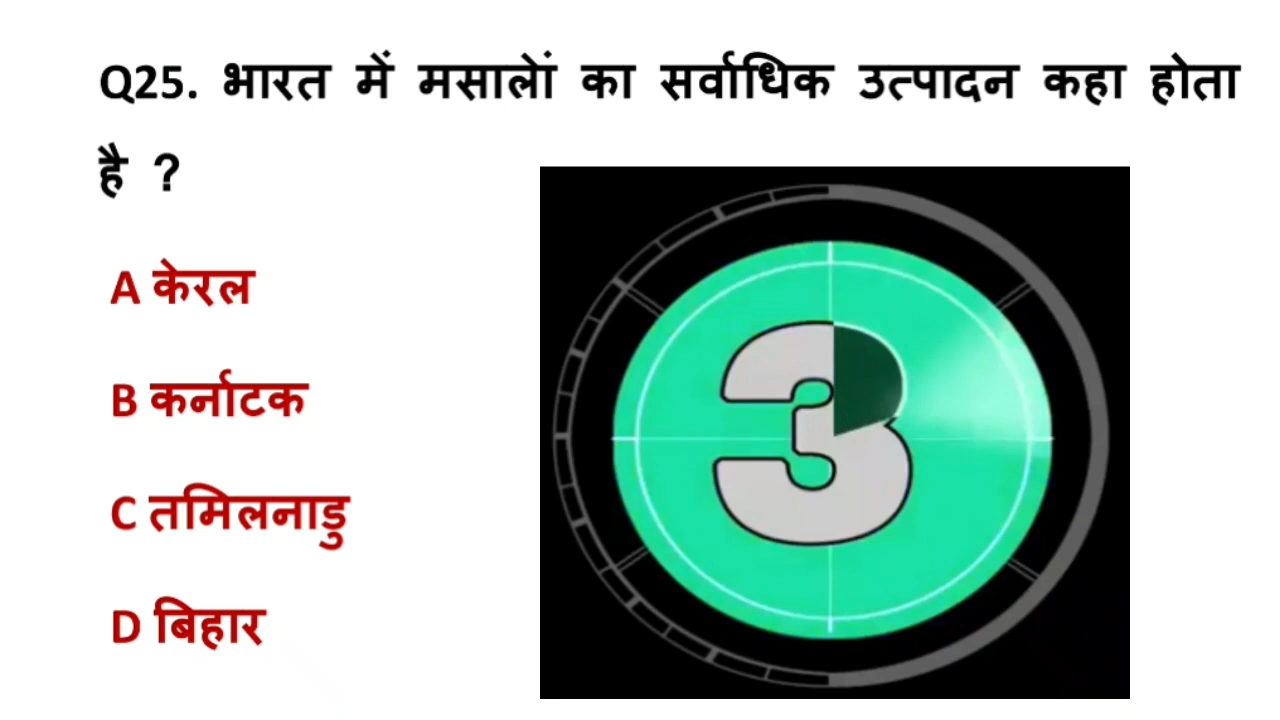 Q25. भारत में मसालेां का सर्वाधिक उत्पादन कहा होता
है ?
A केरल
B कर्नाटक
C तमिलनाडु
D बिहार
3